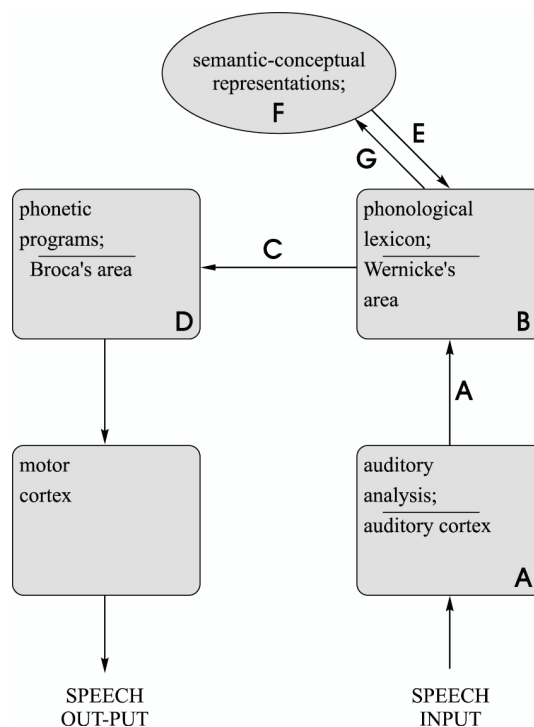 semantic-conceptual
representations;
F
E
G
phonetic
programs;
Broca's area
D
C
phonological
lexicon;
Wernicke's
area
B
A
motor
cortex
auditory
analysis;
auditory cortex
A
SPEECH
OUT-PUT
SPEECH
INPUT